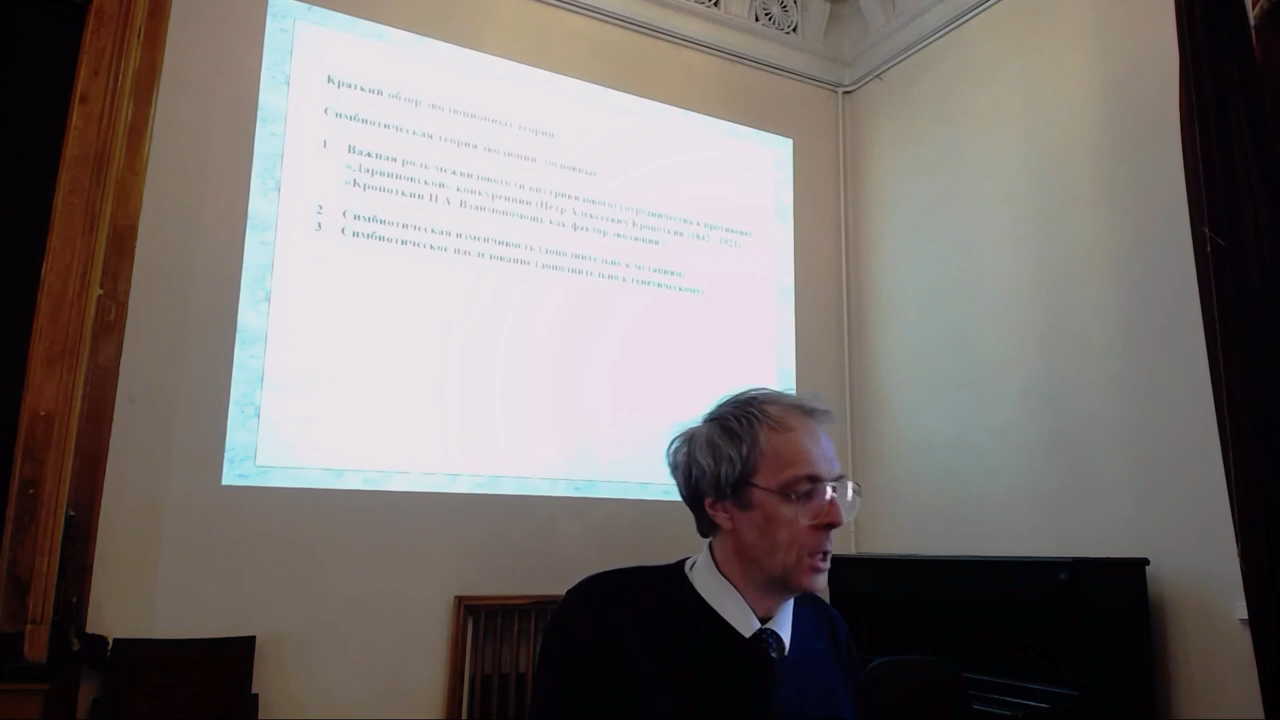 Краткий обзор эволюционных теорий
Симбиотическая теория эволюции
1 Важная роль межвидового (и внутривидового) сотрудничества в противовес
«Дарвиновской» конкуренции (Петр Алексеевич Кропоткин (1842 - 1921)
«Кропоткин П.А. Взаимопомощь как фактор эволюции»
2 Симбиотическая изменчивость (дополнительно к мутациям)
3 Симбиотическое наследование (дополнительно к генетическому)